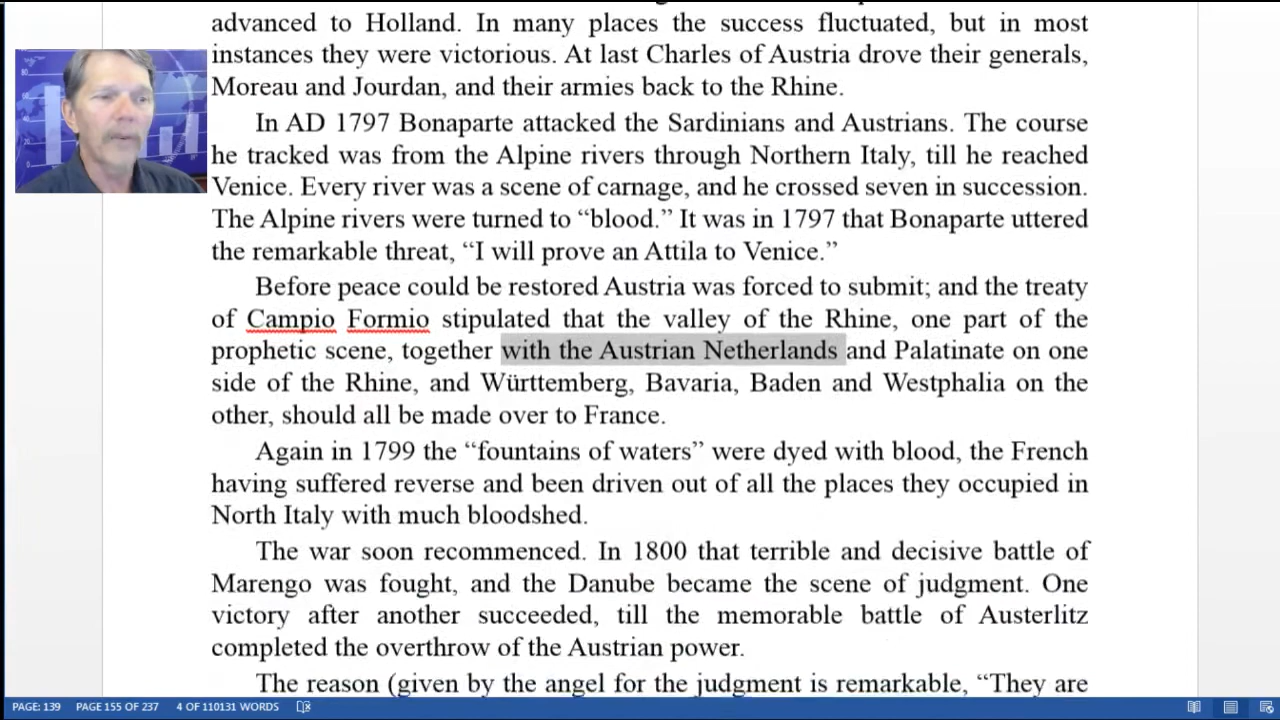 advanced to Holland. In many places the success fluctuated, but in most
instances they were victorious. At last Charles of Austria drove their generals,
Moreau and Jourdan, and their armies back to the Rhine.
In AD 1797 Bonaparte attacked the Sardinians and Austrians. The course
he tracked was from the Alpine rivers through Northern Italy, till he reached
Venice. Every river was a scene of carnage, and he crossed seven in succession.
The Alpine rivers were turned to “blood.” It was in 1797 that Bonaparte uttered
the remarkable threat, “I will prove an Attila to Venice.”
Before peace could be restored Austria was forced to submit; and the treaty
of Campio Formio stipulated that the valley of the Rhine, one part of the
prophetic scene, together with the Austrian Netherlands and Palatinate on one
side of the Rhine, and Württemberg, Bavaria, Baden and Westphalia on the
other, should all be made over to France.
Again in 1799 the “fountains of waters” were dyed with blood, the French
having suffered reverse and been driven out of all the places they occupied in
North Italy with much bloodshed.
The war soon recommenced. In 1800 that terrible and decisive battle of
Marengo was fought, and the Danube became the scene of judgment. One
victory after another succeeded, till the memorable battle of Austerlitz
completed the overthrow of the Austrian power.
The reason (given by the angel for the judgment is remarkable, “They are
PAGE: 139 PAGE 155 OF 237 4 OF 110131 WORDS